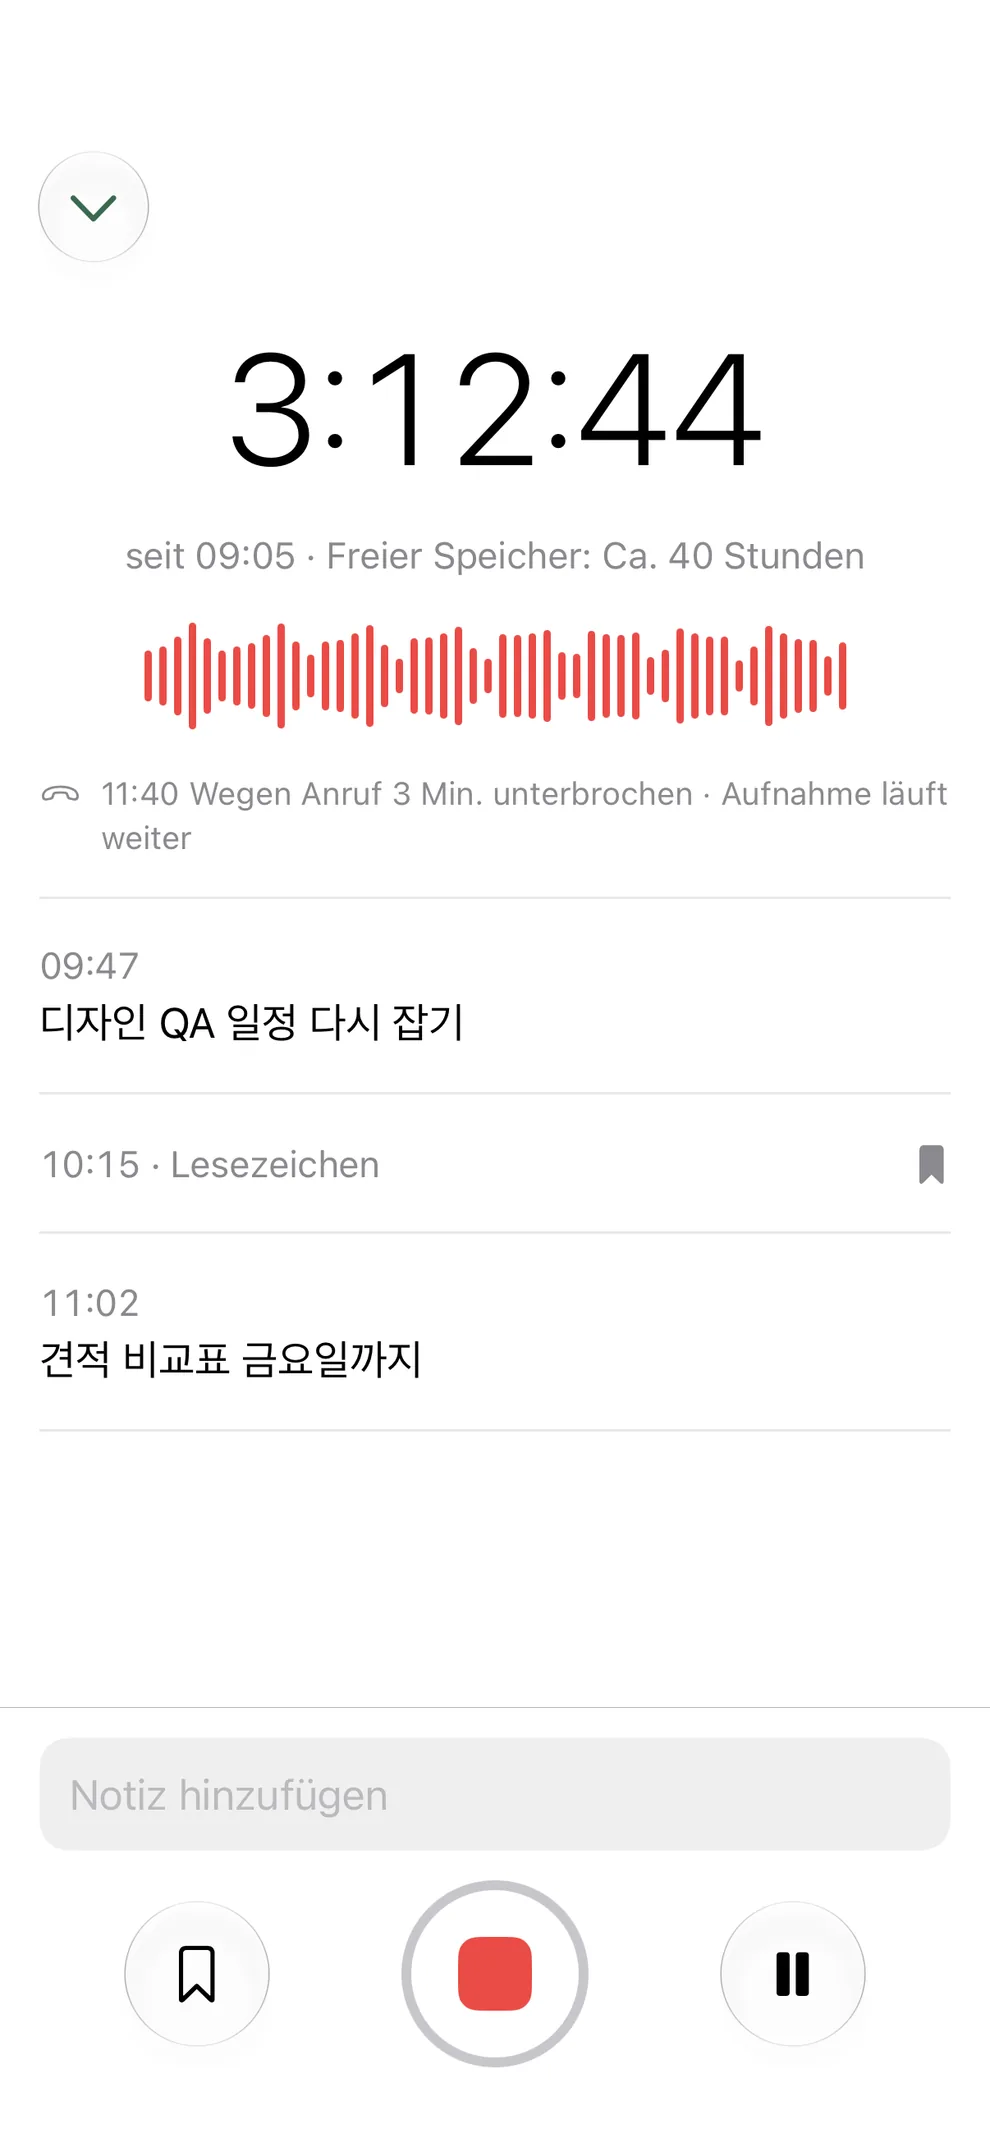 3:12:44
seit 09:05 · Freier Speicher: Ca. 40 Stunden
11:40 Wegen Anruf 3 Min. unterbrochen · Aufnahme läuft
weiter
09:47
디자인 QA 일정 다시 잡기
10:15 · Lesezeichen
11:02
견적 비교표 금요일까지
Notiz hinzufügen